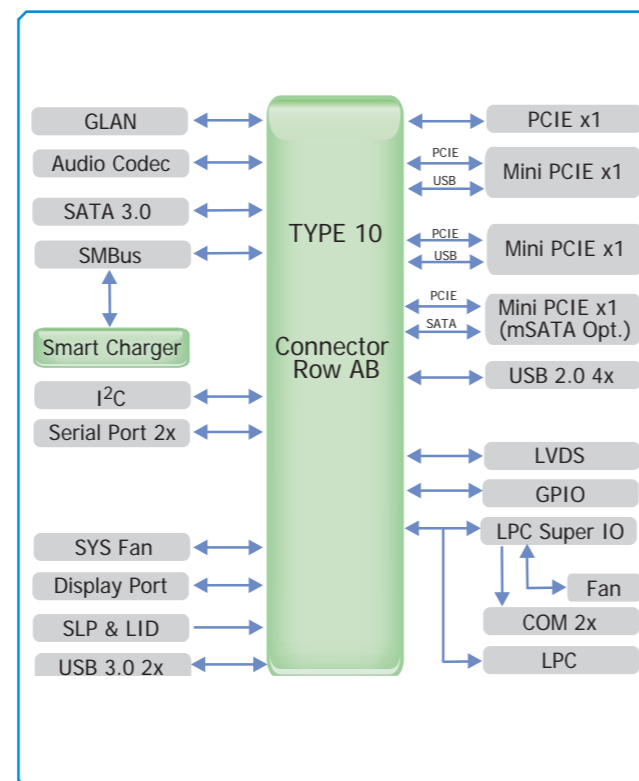 GLAN
Audio Codec
SATA 3.0
SMBus
Smart Charger
I²C
Serial Port 2x
SYS Fan
Display Port
SLP & LID
USB 3.0 2x
TYPE 10
Connector
Row AB
PCIE x1
PCIE
USB
Mini PCIE x1
PCIE
USB
Mini PCIE x1
PCIE
SATA
Mini PCIE x1
(mSATA Opt.)
USB 2.0 4x
LVDS
GPIO
LPC Super IO
Fan
COM 2x
LPC